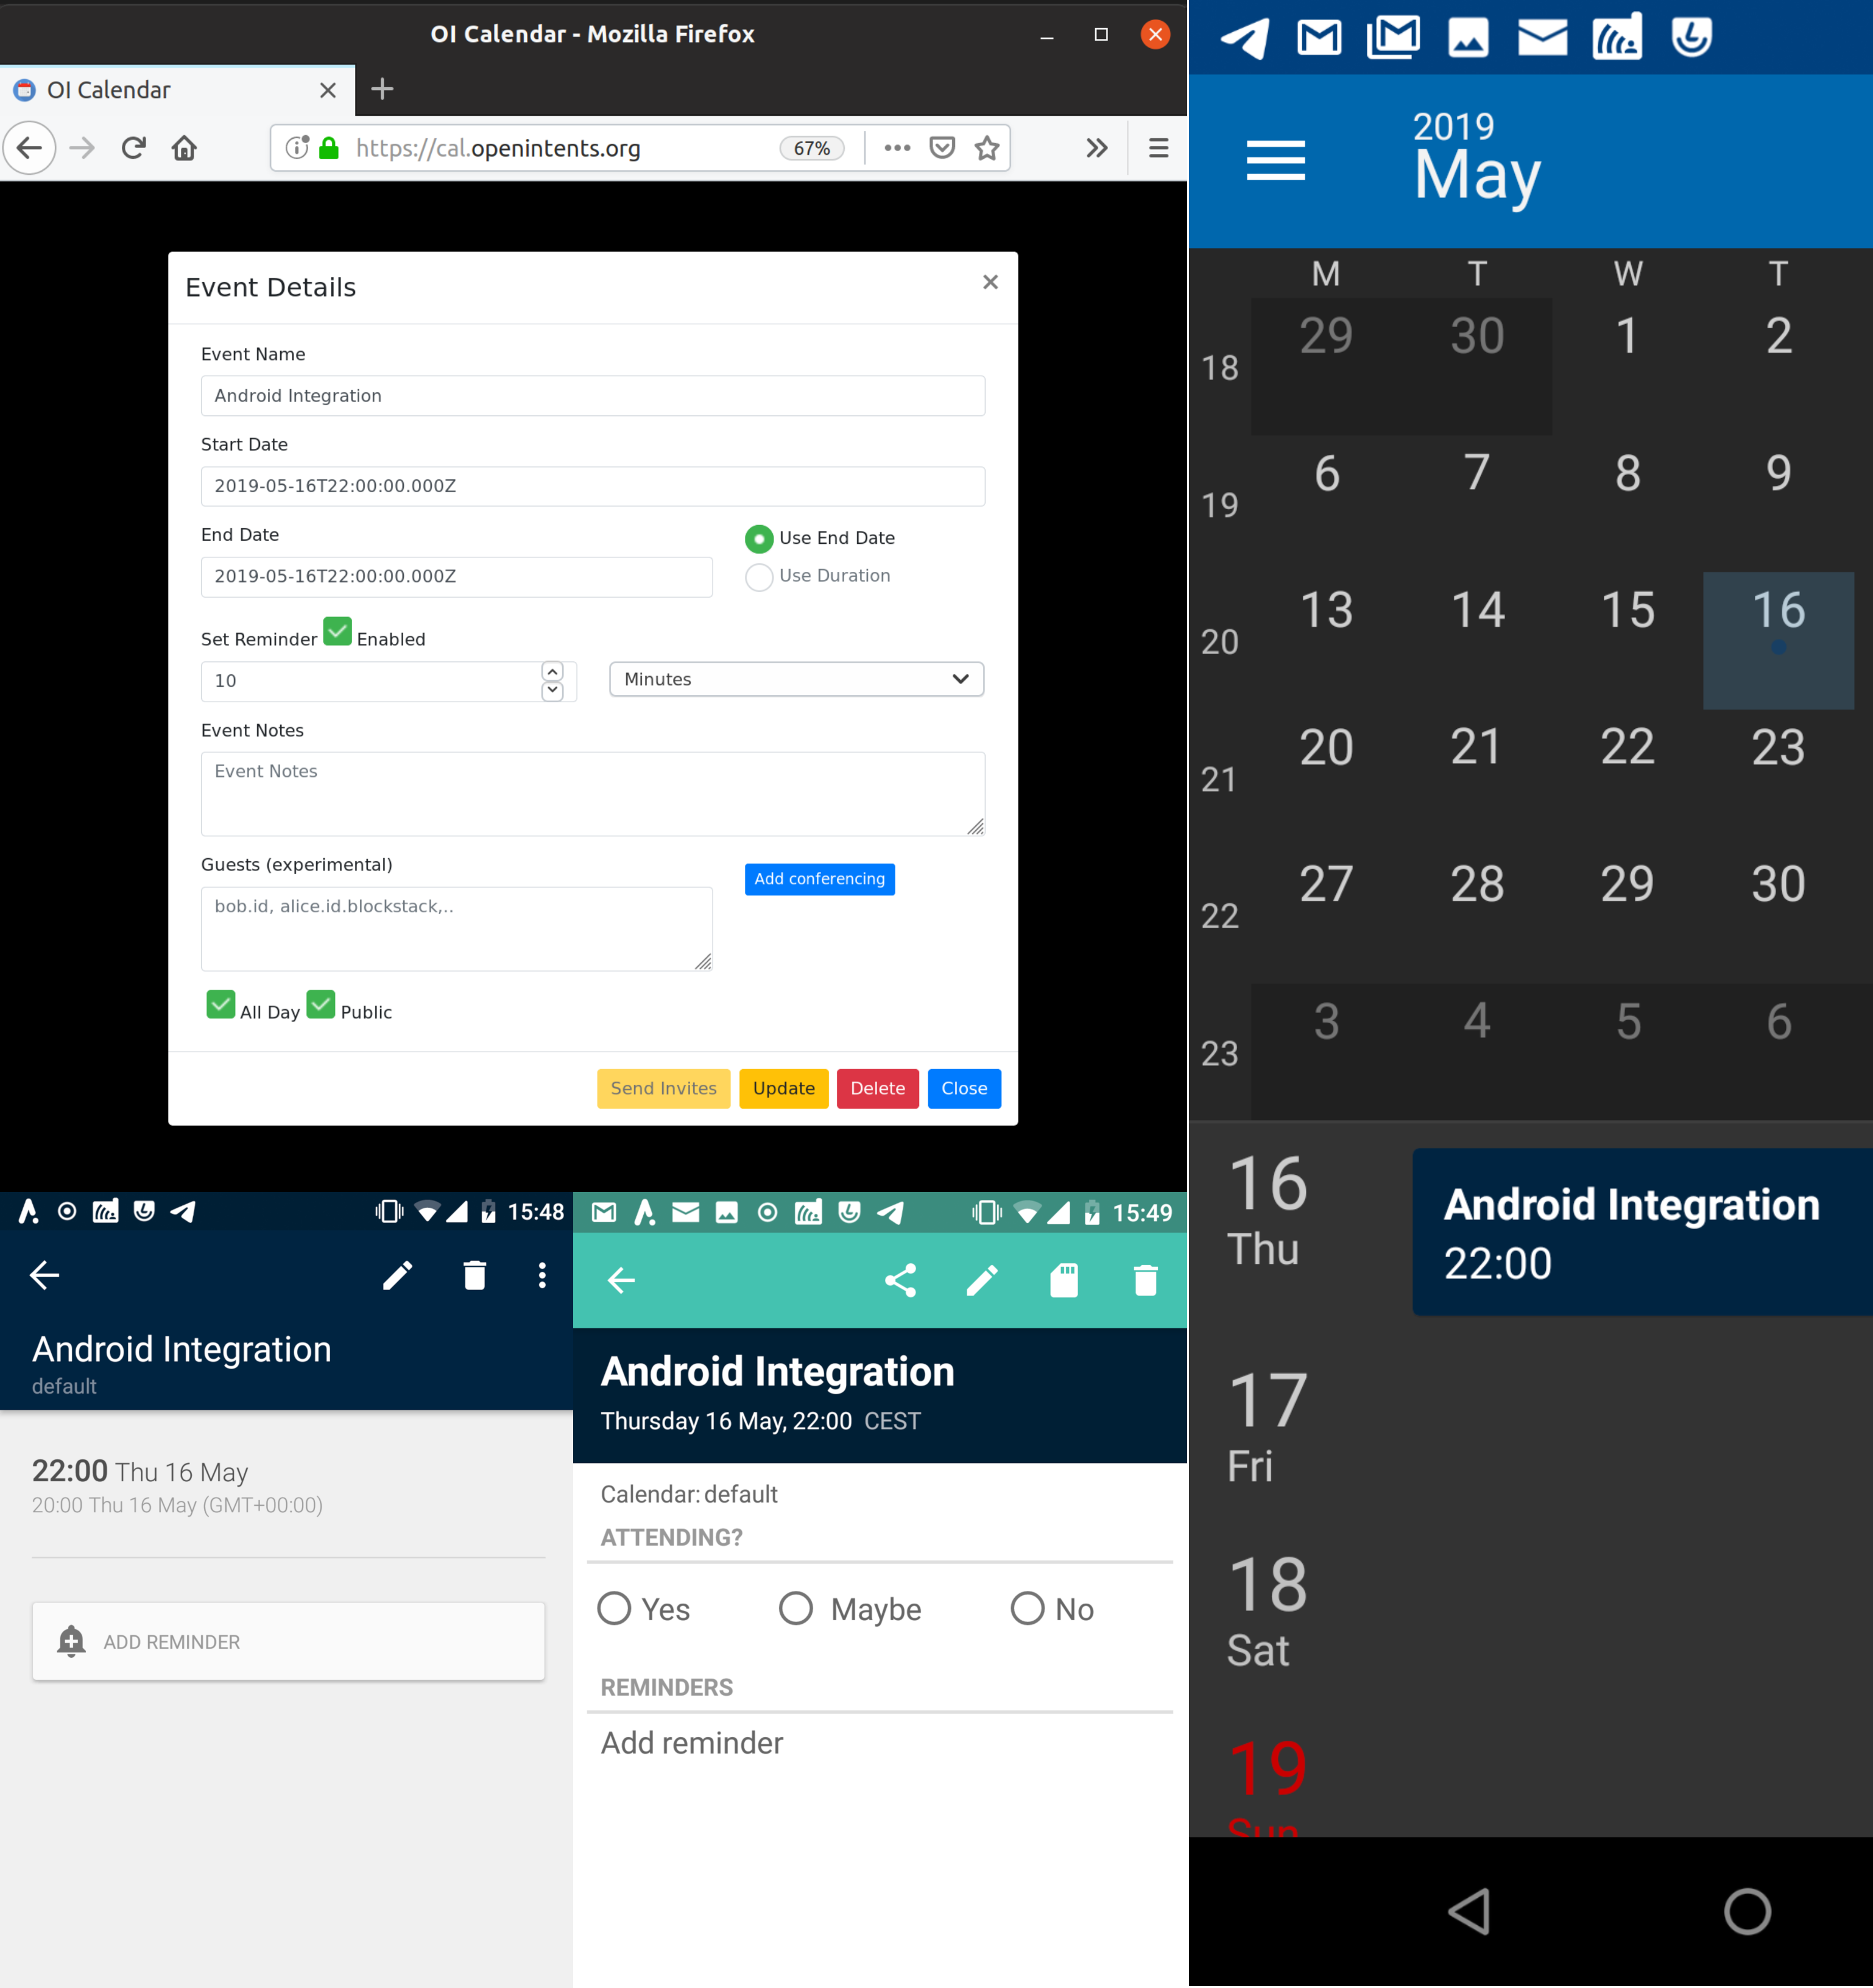 OI Calendar - Mozilla Firefox
OI Calendar
https://cal.openintents.org
67%
Event Details
Event Name
Android Integration
Start Date
2019-05-16T22:00:00.000Z
End Date
2019-05-16T22:00:00.000Z
Use End Date
Use Duration
Set Reminder Enabled
10
Minutes
Event Notes
Event Notes
Guests (experimental)
bob.id, alice.id.blockstack,..
Add conferencing
All Day Public
Send Invites Update Delete Close
15:48
Android Integration
default
22:00 Thu 16 May
20:00 Thu 16 May (GMT+00:00)
ADD REMINDER
15:49
Android Integration
Thursday 16 May, 22:00 CEST
Calendar: default
ATTENDING?
Yes Maybe No
REMINDERS
Add reminder
2019
May
M T W T
18 29 30 1 2
19 6 7 8 9
20 13 14 15 16
21 20 21 22 23
22 27 28 29 30
23 3 4 5 6
16
Thu
Android Integration
22:00
17
Fri
18
Sat
19
Sun